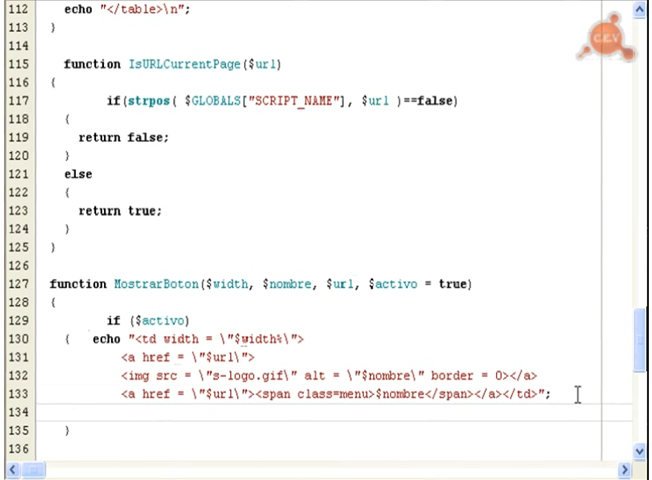 112 echo "</table>\n";
113 }
114
115 function IsURLCurrentPage($url)
116 {
117 if(strpos( $GLOBALS["SCRIPT_NAME"], $url )==false)
118 {
119 return false;
120 }
121 else
122 {
123 return true;
124 }
125 }
126
127 function MostrarBoton($width, $nombre, $url, $activo = true)
128 {
129 if ($activo)
130 { echo "<td width = \"$width%\">
131 <a href = \"$url\">
132 <img src = \"s-logo.gif\" alt = \"$nombre\" border = 0></a>
133 <a href = \"$url\"><span class=menu>$nombre</span></a></td>";
134
135 }
136
C.E.V